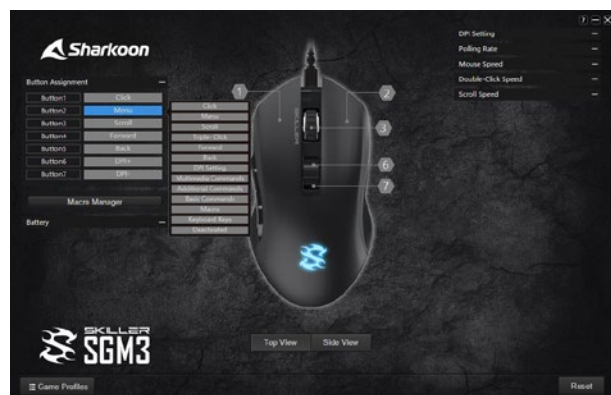 ? – ×
Sharkoon
Button Assignment –
Button1 Click
Button2 Menu
Button3 Scroll
Button4 Forward
Button5 Back
Button6 DPI+
Button7 DPI-
Macro Manager
Battery –
Click
Menu
Scroll
Triple-Click
Forward
Back
DPI Setting
Multimedia Commands
Additional Commands
Basic Commands
Macro
Keyboard Keys
Deactivated
1
2
3
6
7
SKILLER
DPI Setting –
Polling Rate –
Mouse Speed –
Double-Click Speed –
Scroll Speed –
SKILLER
SGM3
Top View Side View
Game Profiles
Reset